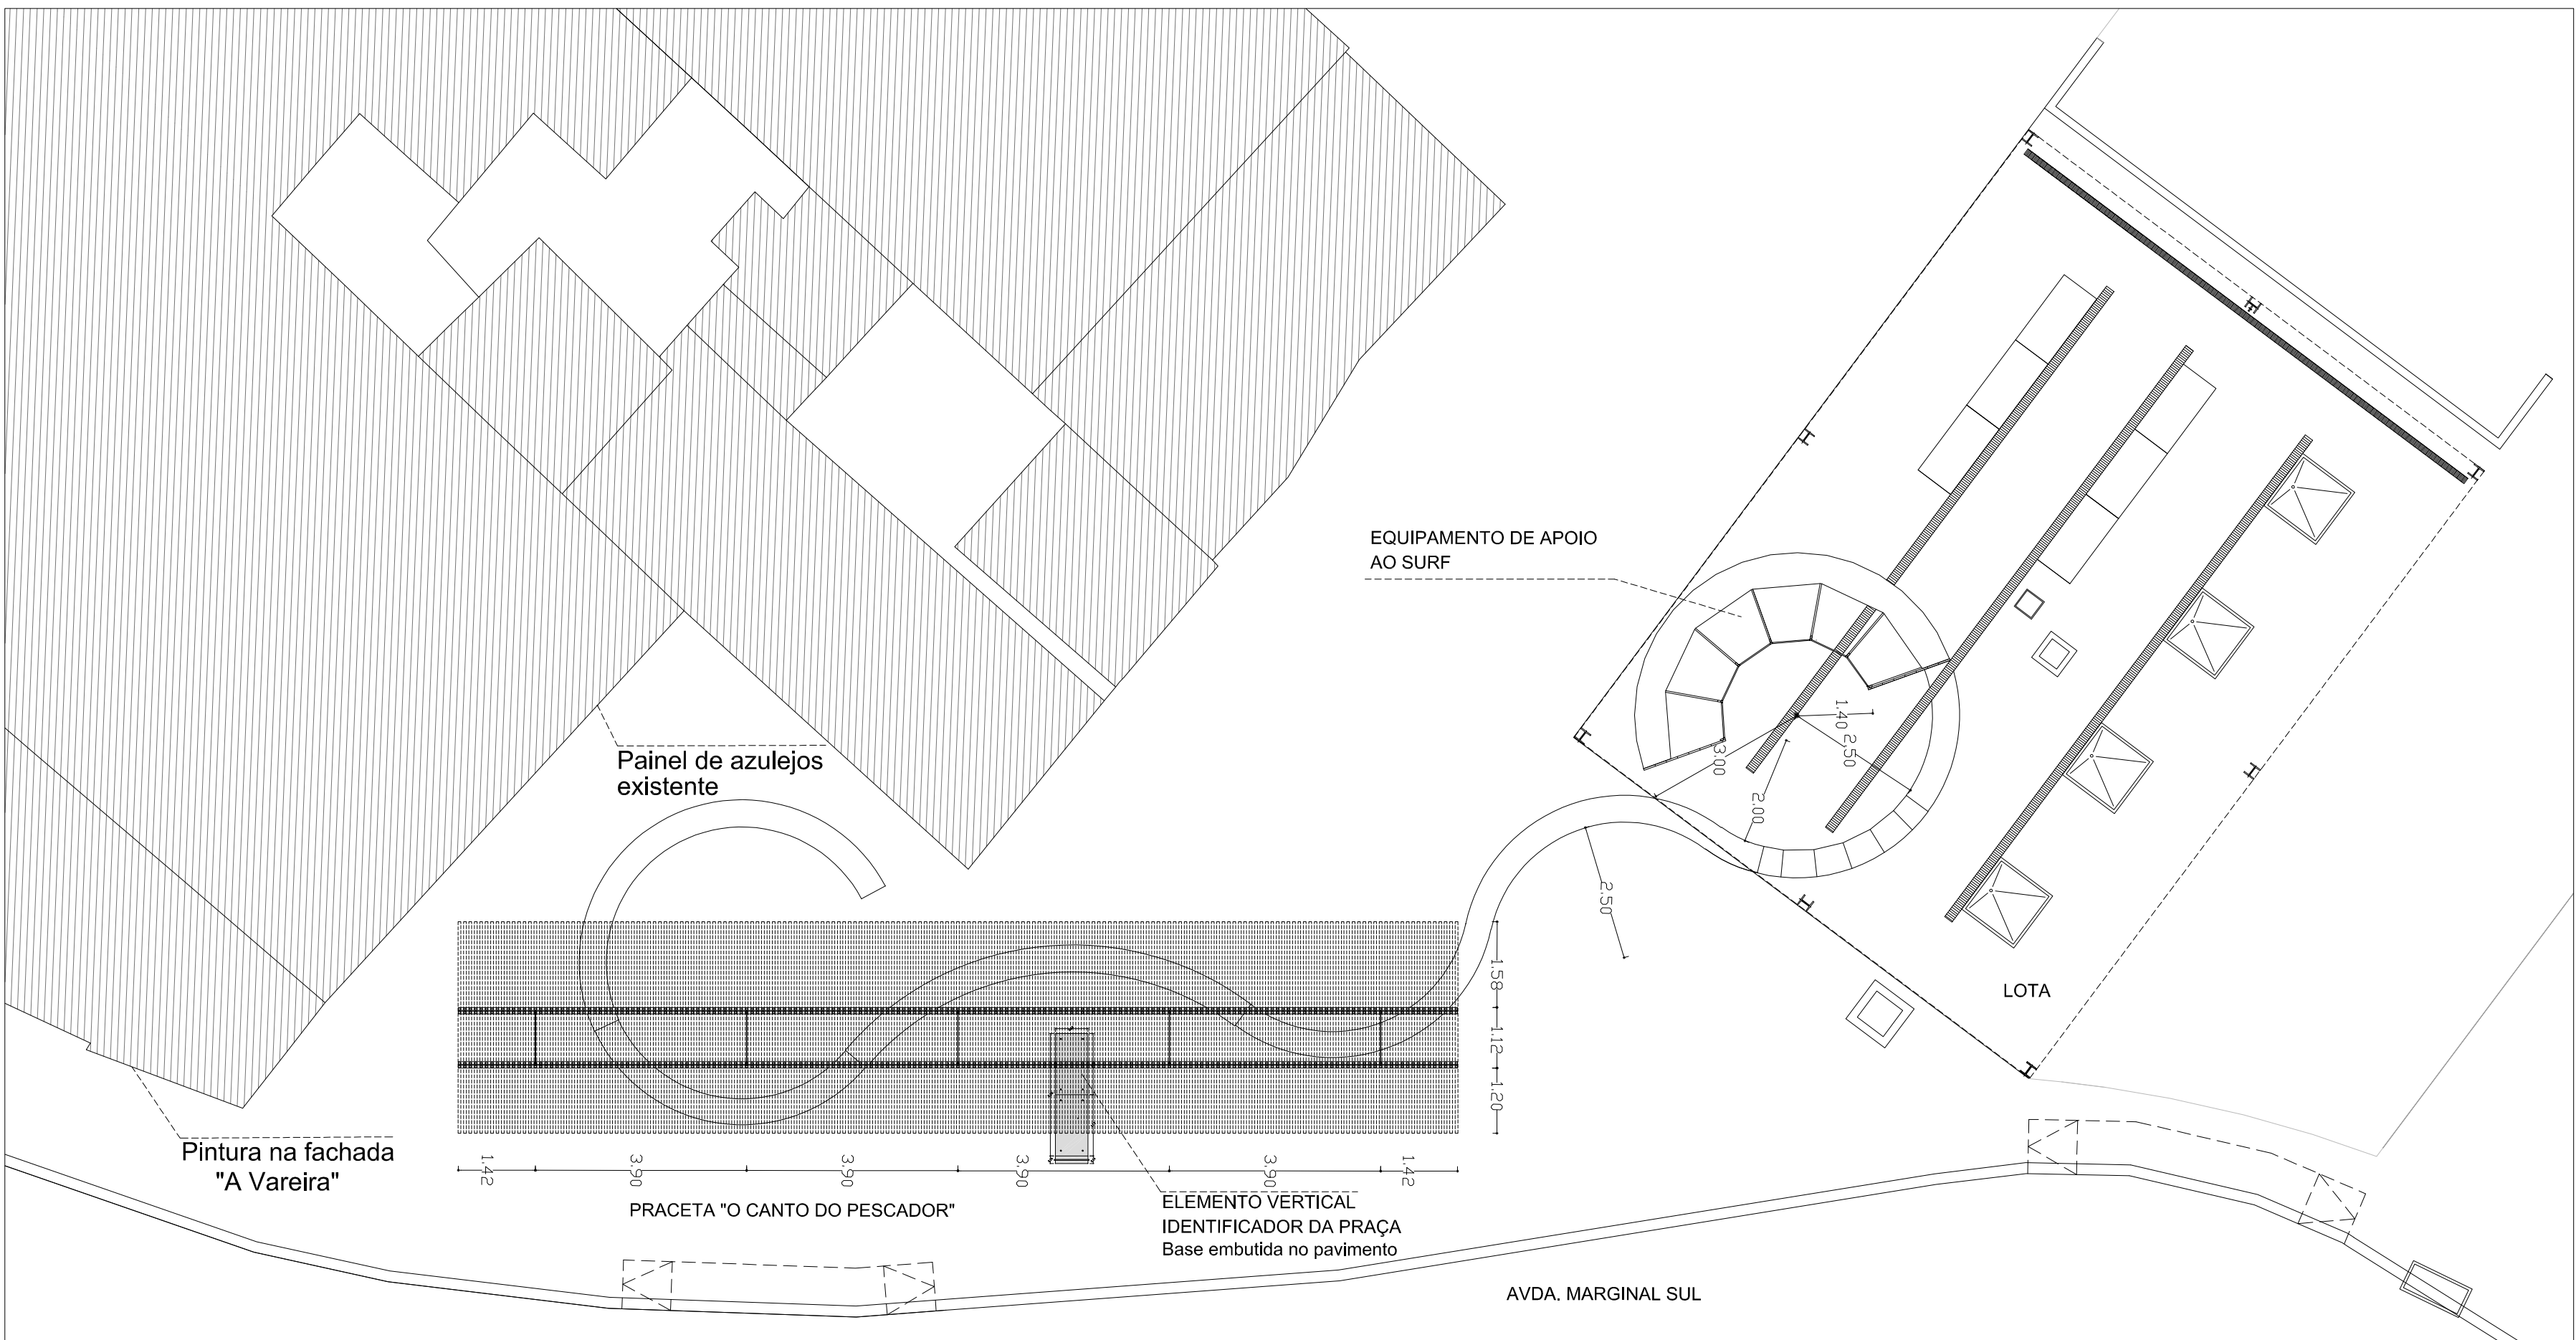 EQUIPAMENTO DE APOIO
AO SURF
1.40
2.50
3.00
2.00
2.50
Painel de azulejos
existente
1.58
1.12
1.20
LOTA
Pintura na fachada
"A Vareira"
1.42
3.90
3.90
3.90
3.90
1.42
PRACETA "O CANTO DO PESCADOR"
ELEMENTO VERTICAL
IDENTIFICADOR DA PRAÇA
Base embutida no pavimento
AVDA. MARGINAL SUL